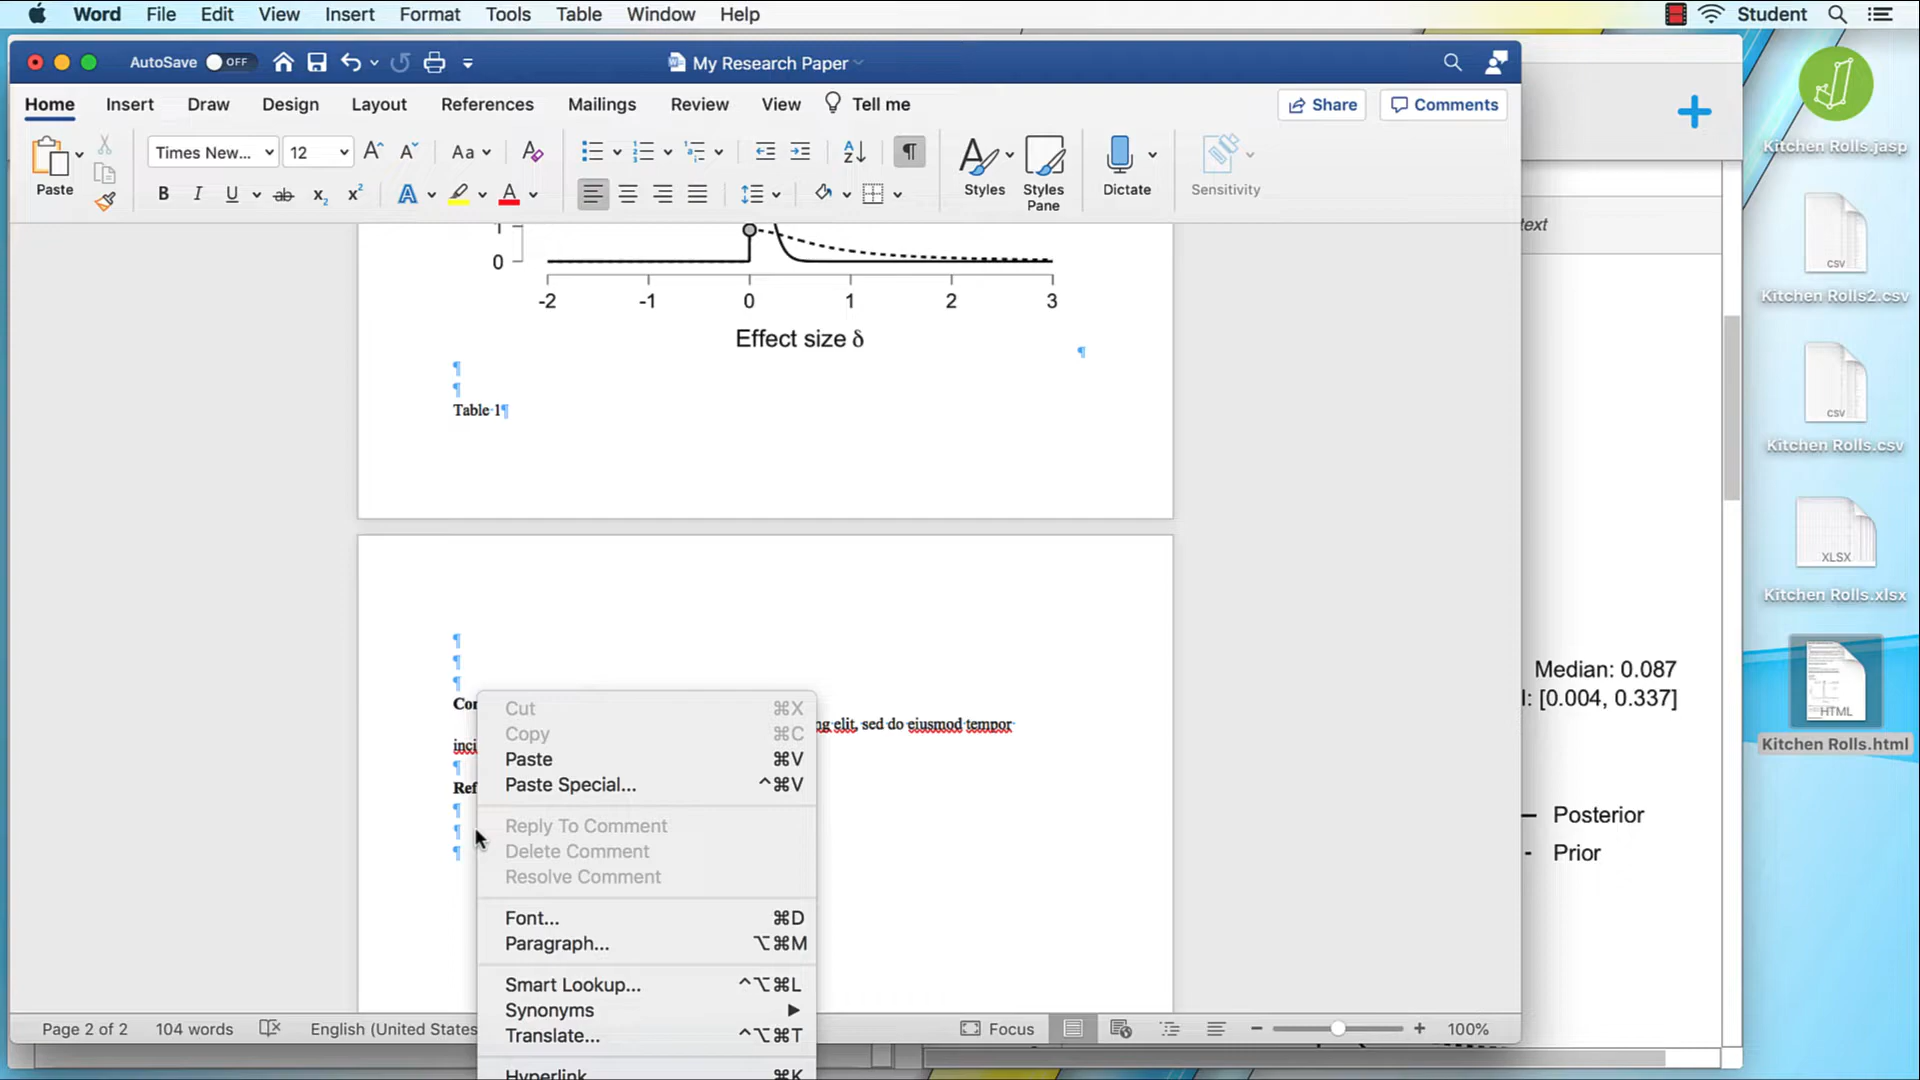 Word File Edit View Insert Format Tools Table Window Help Student
AutoSave OFF My Research Paper
Home Insert Draw Design Layout References Mailings Review View Tell me Share Comments
Paste Times New... 12 Aa Styles Styles Pane Dictate Sensitivity
text
1
0
-2 -1 0 1 2 3
Effect size δ
¶
¶
¶
Table 1¶
¶
¶
¶
Con
ng elit, sed do eiusmod tempor
inci
¶
Ref
¶
¶
¶
Cut ⌘X
Copy ⌘C
Paste ⌘V
Paste Special... ^⌘V
Reply To Comment
Delete Comment
Resolve Comment
Font... ⌘D
Paragraph... ⌥⌘M
Smart Lookup... ^⌥⌘L
Synonyms ▶
Translate... ^⌥⌘T
Hyperlink ⌘K
Page 2 of 2 104 words English (United States Focus 100%
Median: 0.087
I: [0.004, 0.337]
Posterior
Prior
Kitchen Rolls.jasp
CSV
Kitchen Rolls2.csv
CSV
Kitchen Rolls.csv
XLSX
Kitchen Rolls.xlsx
HTML
Kitchen Rolls.html